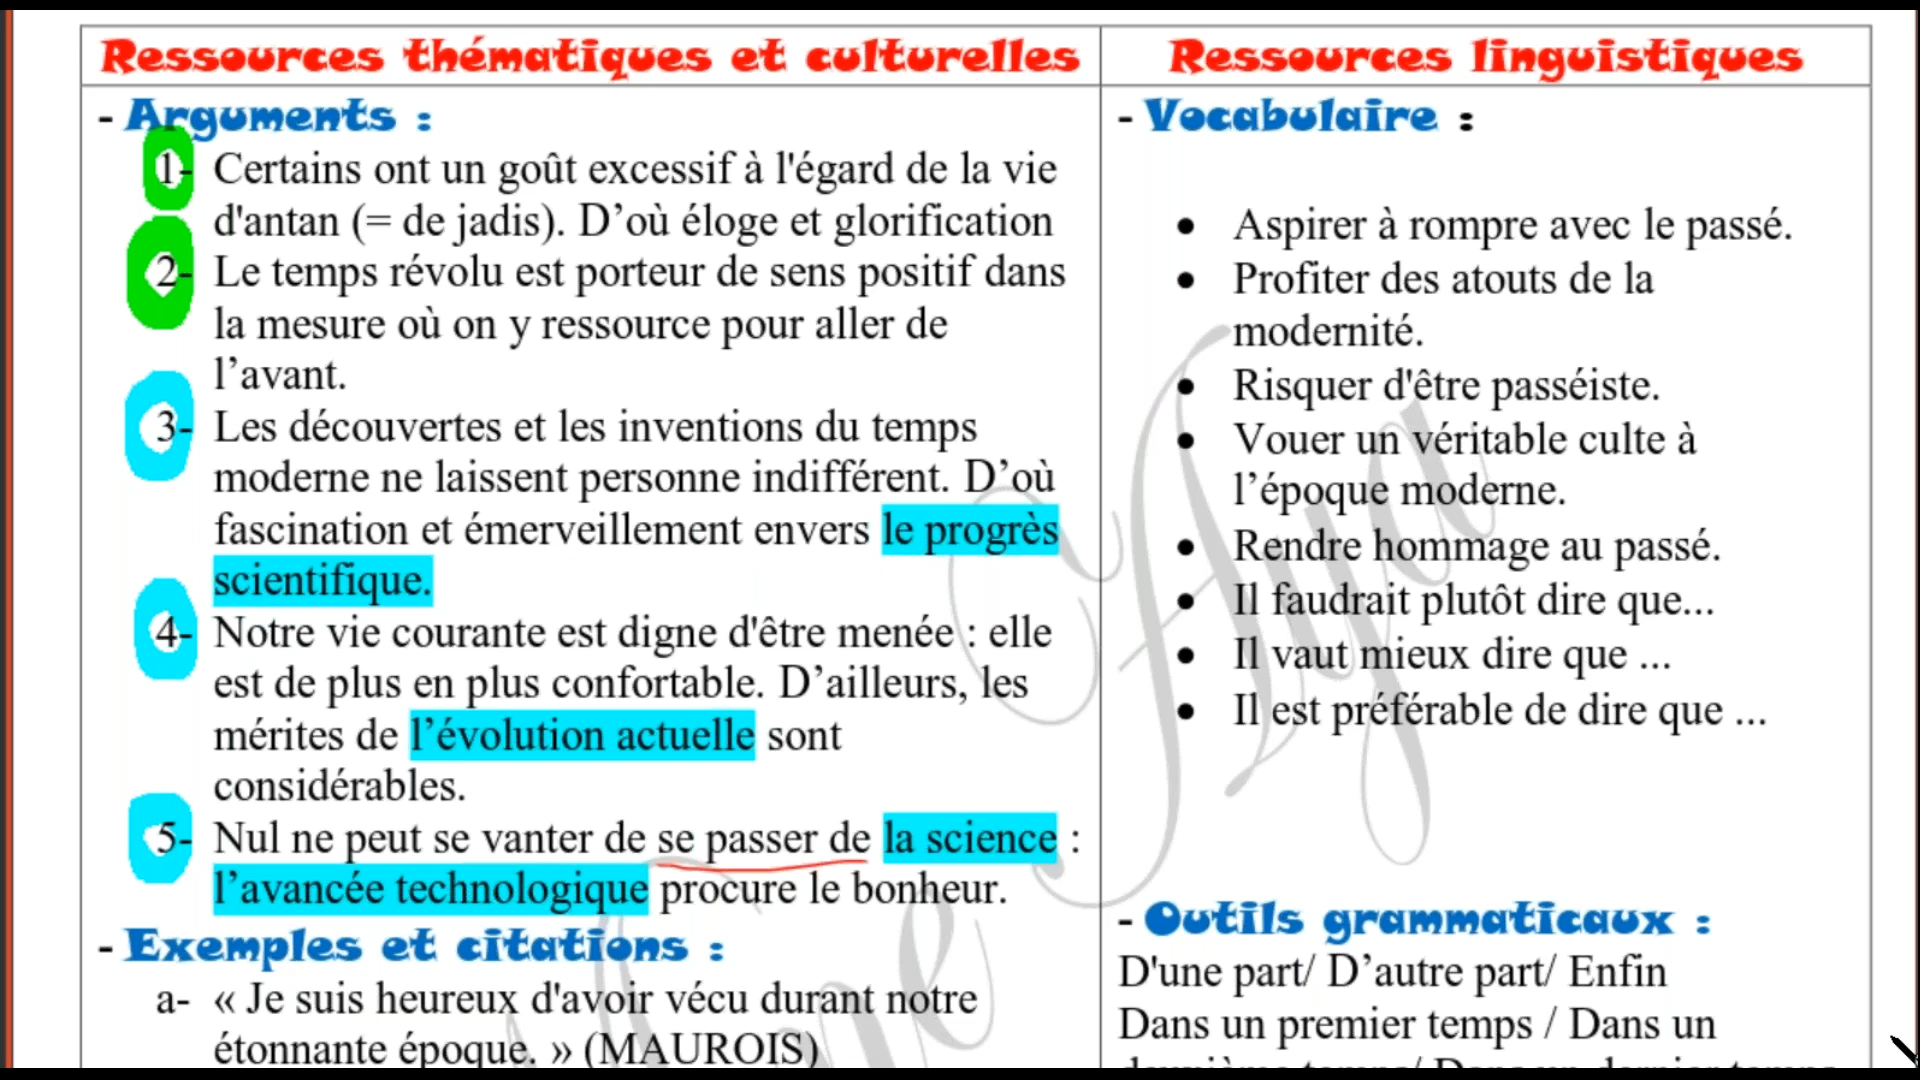 Ressources thématiques et culturelles
- Arguments :
1- Certains ont un goût excessif à l'égard de la vie
d'antan (= de jadis). D’où éloge et glorification
2- Le temps révolu est porteur de sens positif dans
la mesure où on y ressource pour aller de
l’avant.
3- Les découvertes et les inventions du temps
moderne ne laissent personne indifférent. D’où
fascination et émerveillement envers le progrès
scientifique.
4- Notre vie courante est digne d'être menée : elle
est de plus en plus confortable. D’ailleurs, les
mérites de l’évolution actuelle sont
considérables.
5- Nul ne peut se vanter de se passer de la science :
l’avancée technologique procure le bonheur.
- Exemples et citations :
a- « Je suis heureux d'avoir vécu durant notre
étonnante époque. » (MAUROIS)
Ressources linguistiques
- Vocabulaire :
• Aspirer à rompre avec le passé.
• Profiter des atouts de la
modernité.
• Risquer d'être passéiste.
• Vouer un véritable culte à
l’époque moderne.
• Rendre hommage au passé.
• Il faudrait plutôt dire que...
• Il vaut mieux dire que ...
• Il est préférable de dire que ...
- Outils grammaticaux :
D'une part/ D’autre part/ Enfin
Dans un premier temps / Dans un
Aya